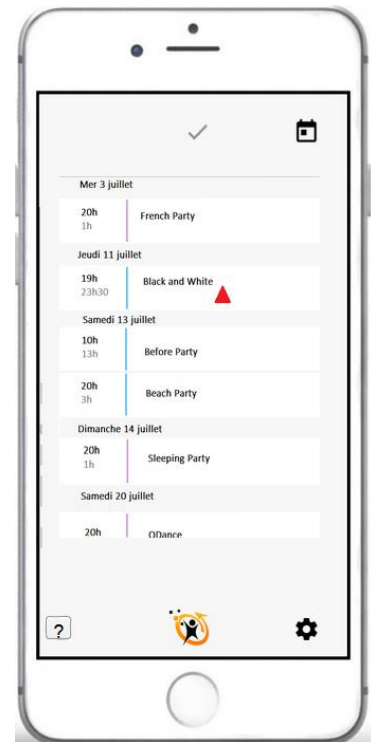 Mer 3 juillet
20h French Party
1h
Jeudi 11 juillet
19h Black and White
23h30
Samedi 13 juillet
10h
13h Before Party
20h Beach Party
3h
Dimanche 14 juillet
20h Sleeping Party
1h
Samedi 20 juillet
20h ODance
?